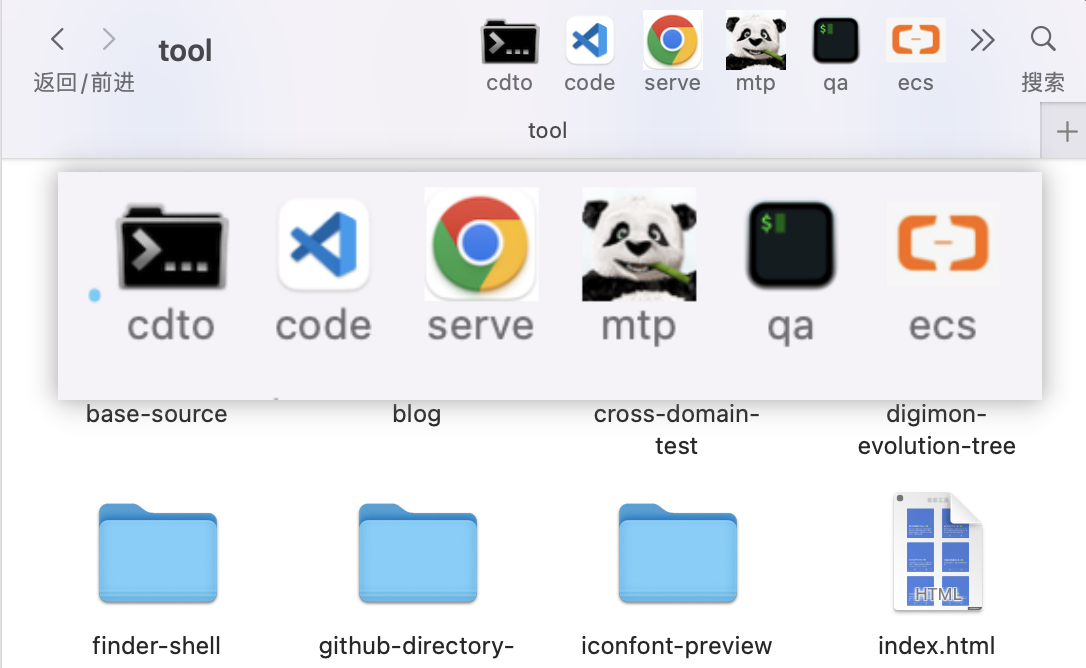 tool
返回/前进
cdto
code
serve
mtp
qa
ecs
搜索
tool
cdto
code
serve
mtp
qa
ecs
base-source
blog
cross-domain-
test
digimon-
evolution-tree
HTML
finder-shell
github-directory-
iconfont-preview
index.html